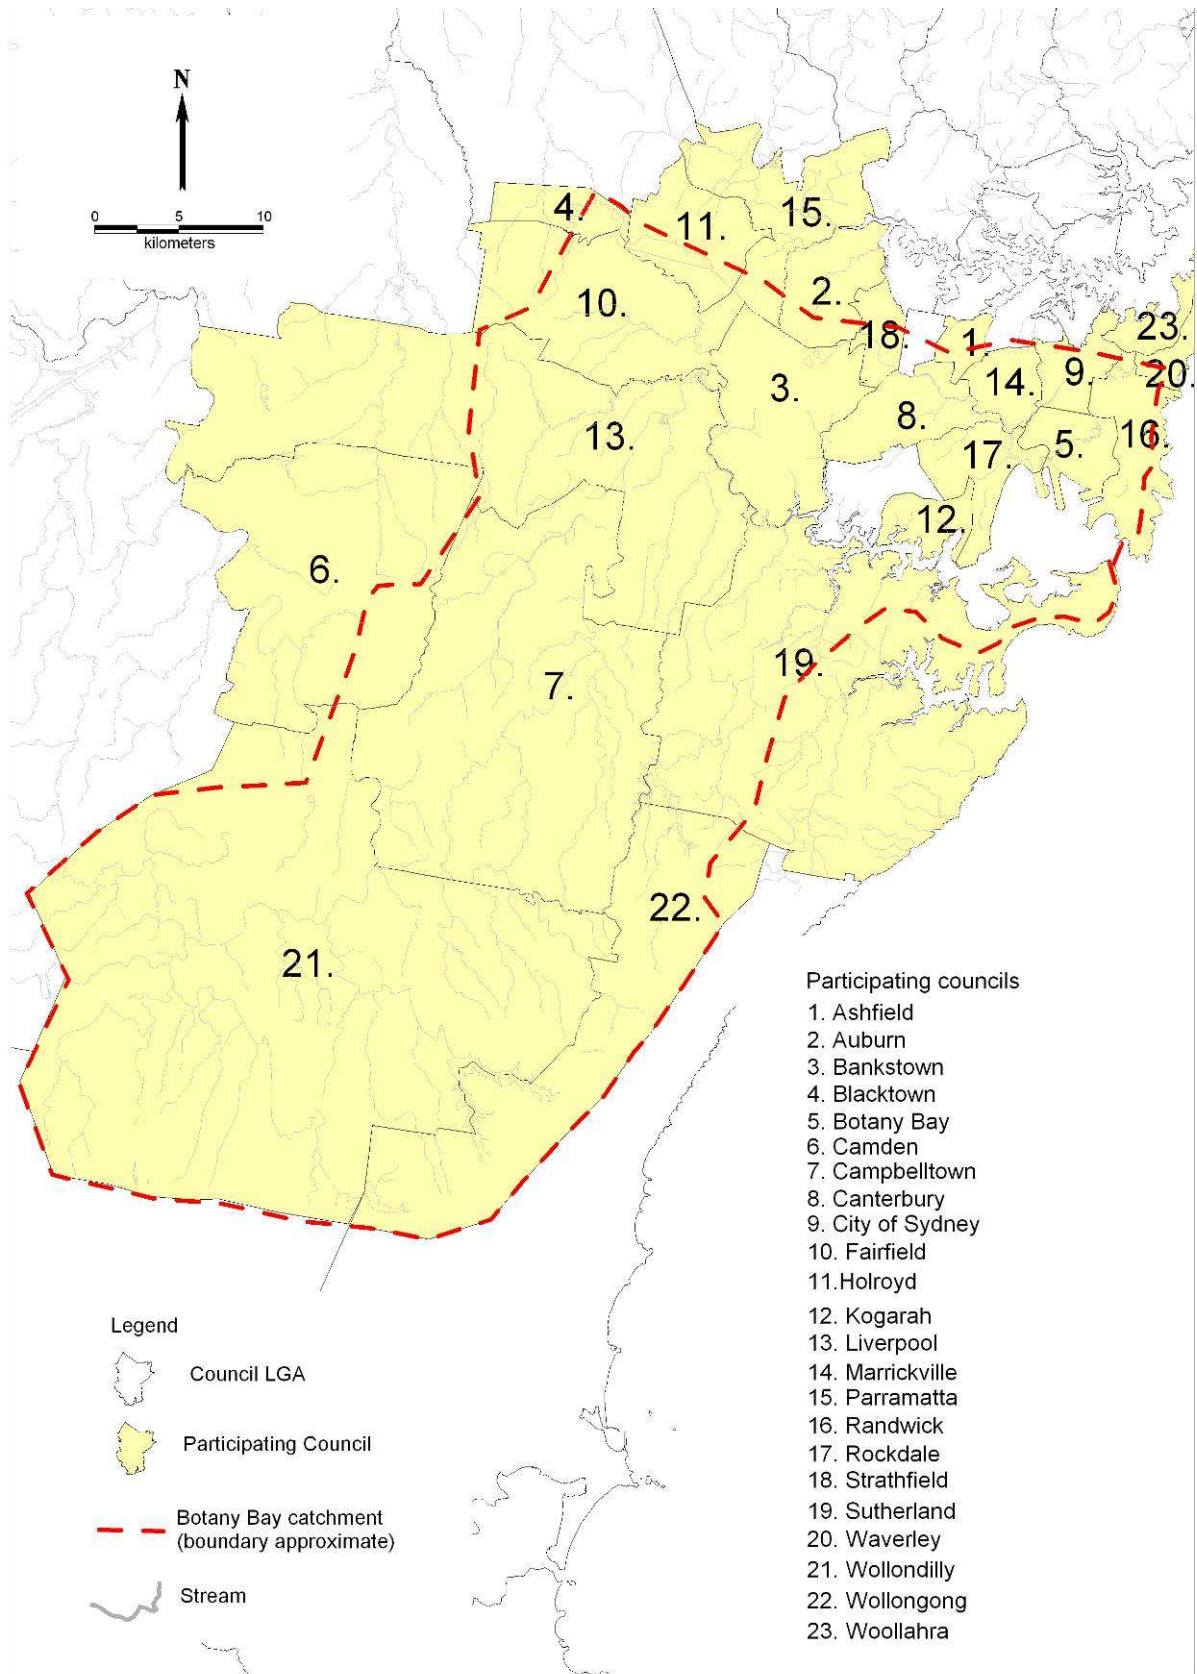 N
0 5 10
kilometers
4.
11.
15.
10.
2.
18.
1.
23.
20.
9.
14.
3.
8.
16.
5.
17.
13.
12.
6.
19.
7.
22.
21.
Participating councils
1. Ashfield
2. Auburn
3. Bankstown
4. Blacktown
5. Botany Bay
6. Camden
7. Campbelltown
8. Canterbury
9. City of Sydney
10. Fairfield
11.Holroyd
12. Kogarah
13. Liverpool
14. Marrickville
15. Parramatta
16. Randwick
17. Rockdale
18. Strathfield
19. Sutherland
20. Waverley
21. Wollondilly
22. Wollongong
23. Woollahra
Legend
Council LGA
Participating Council
Botany Bay catchment
(boundary approximate)
Stream